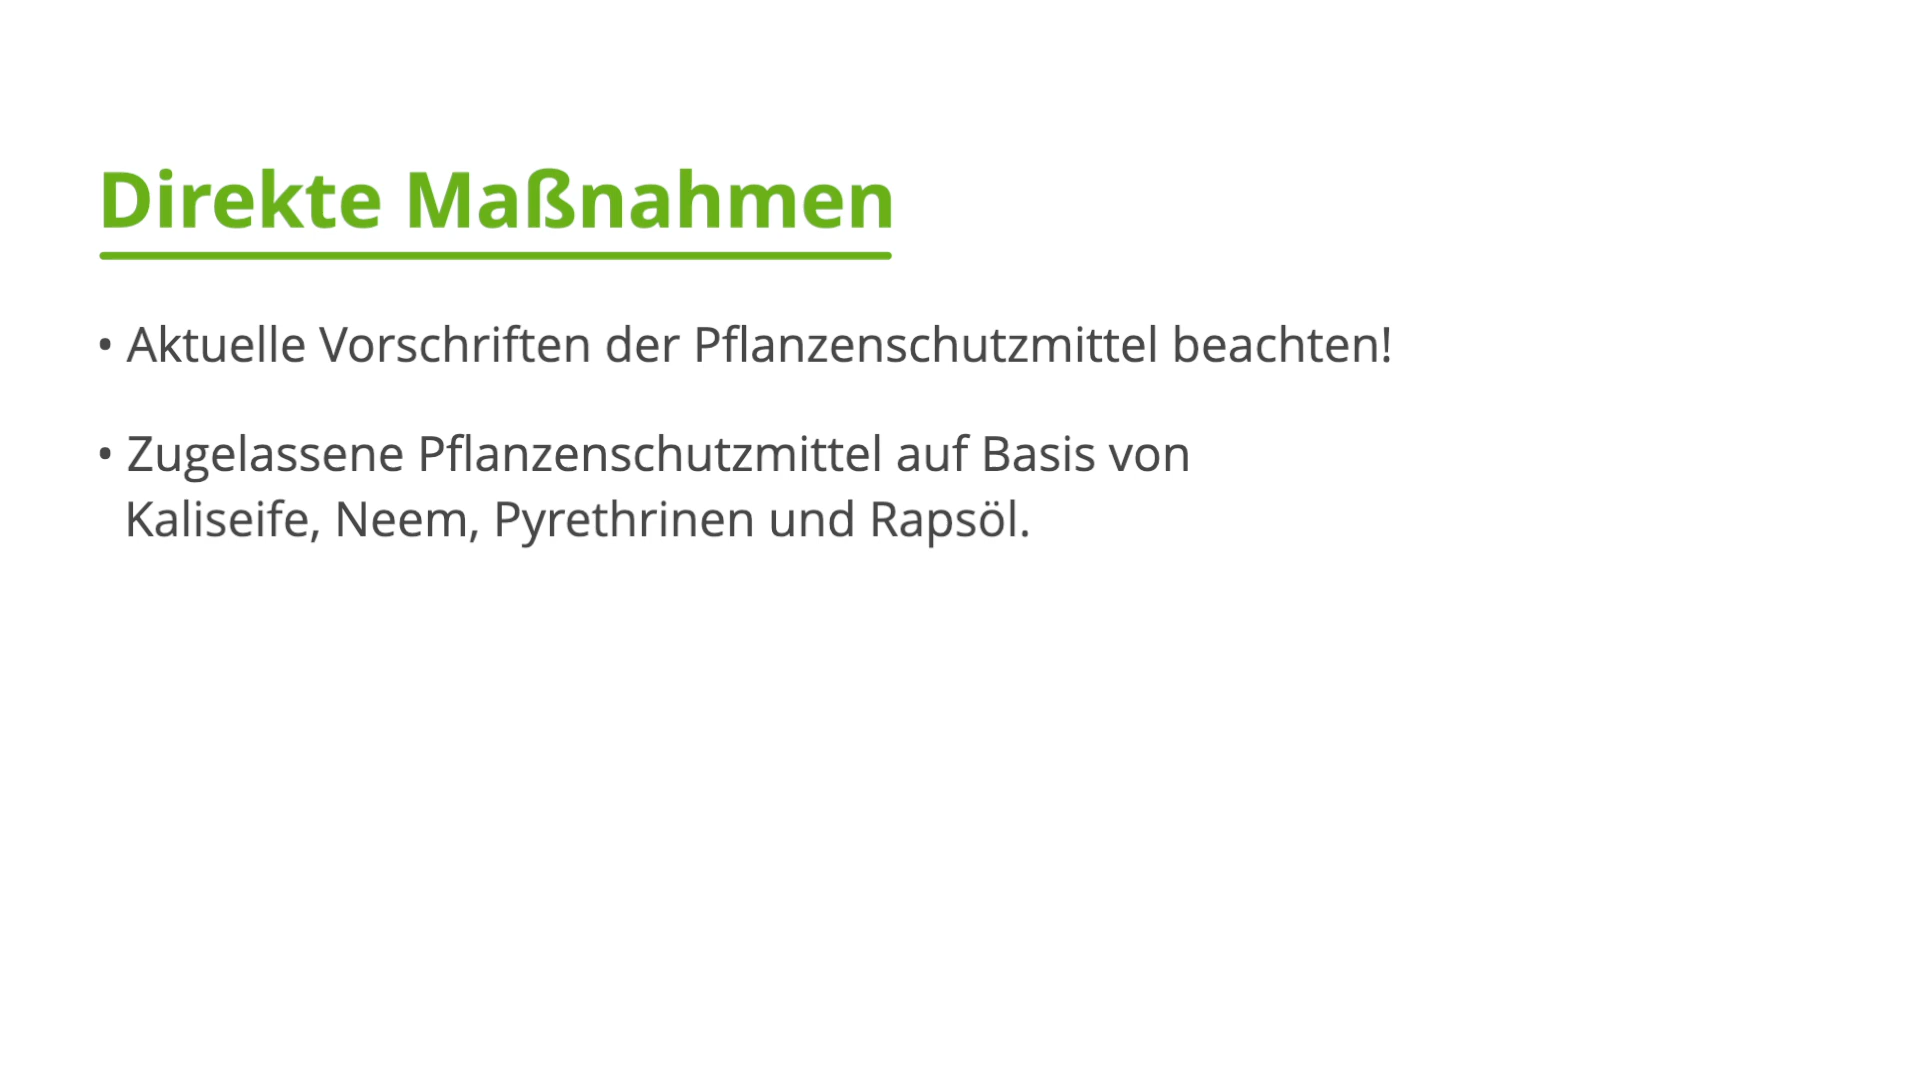 Direkte Maßnahmen
• Aktuelle Vorschriften der Pflanzenschutzmittel beachten!
• Zugelassene Pflanzenschutzmittel auf Basis von
Kaliseife, Neem, Pyrethrinen und Rapsöl.